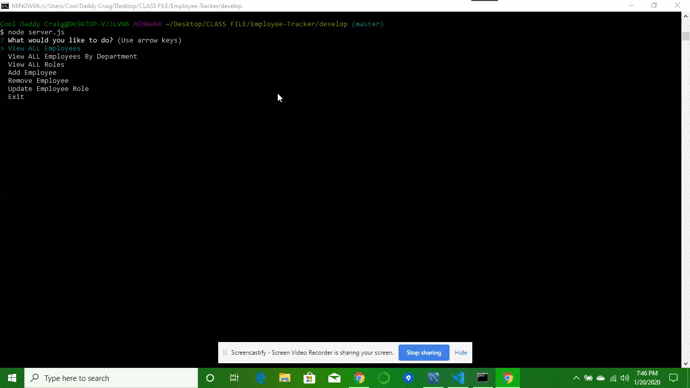 MINGW64:/c/Users/Cool Daddy Craig/Desktop/CLASS FILE/Employee-Tracker/develop
Cool Daddy Craig@DESKTOP-V33LVN6 MINGW64 ~/Desktop/CLASS FILE/Employee-Tracker/develop (master)
$ node server.js
? What would you like to do? (Use arrow keys)
> View ALL Employees
View ALL Employees By Department
View ALL Roles
Add Employee
Remove Employee
Update Employee Role
Exit
Screencastify - Screen Video Recorder is sharing your screen.
Stop sharing
Hide
Type here to search
7:46 PM
1/20/2020